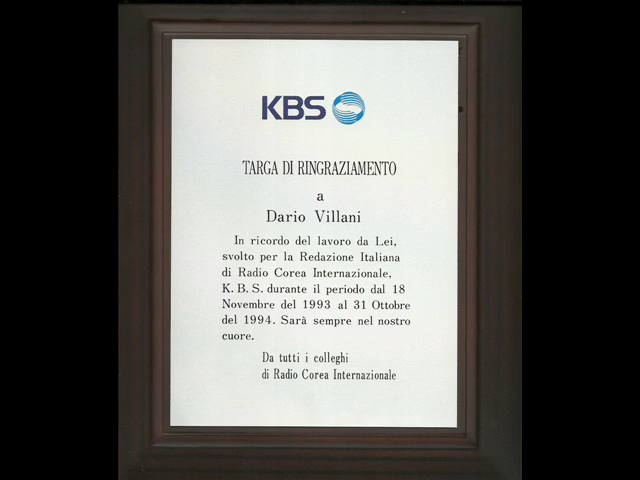 KBS
TARGA DI RINGRAZIAMENTO
a
Dario Villani
In ricordo del lavoro da Lei,
svolto per la Redazione Italiana
di Radio Corea Internazionale,
K. B. S. durante il periodo dal 18
Novembre del 1993 al 31 Ottobre
del 1994. Sarà sempre nel nostro
cuore.
Da tutti i colleghi
di Radio Corea Internazionale